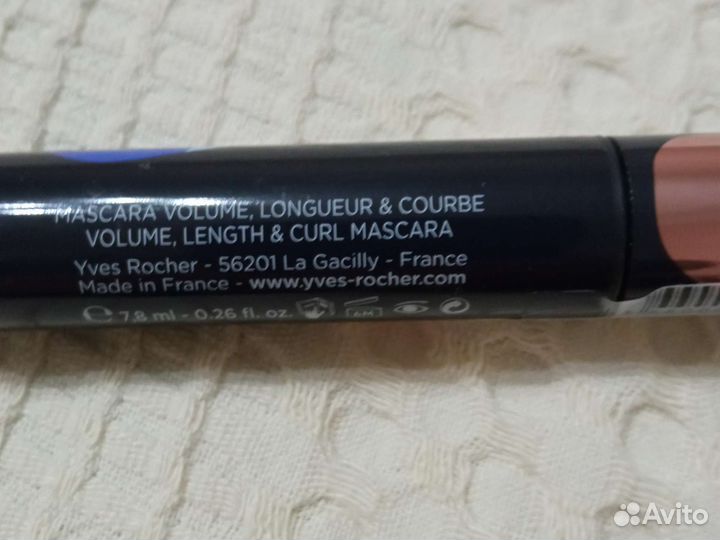 MASCARA VOLUME, LONGUEUR & COURBE
VOLUME, LENGTH & CURL MASCARA
Yves Rocher - 56201 La Gacilly - France
Made in France - www.yves-rocher.com
7.8 ml - 0.26 fl. oz. 6M
Avito